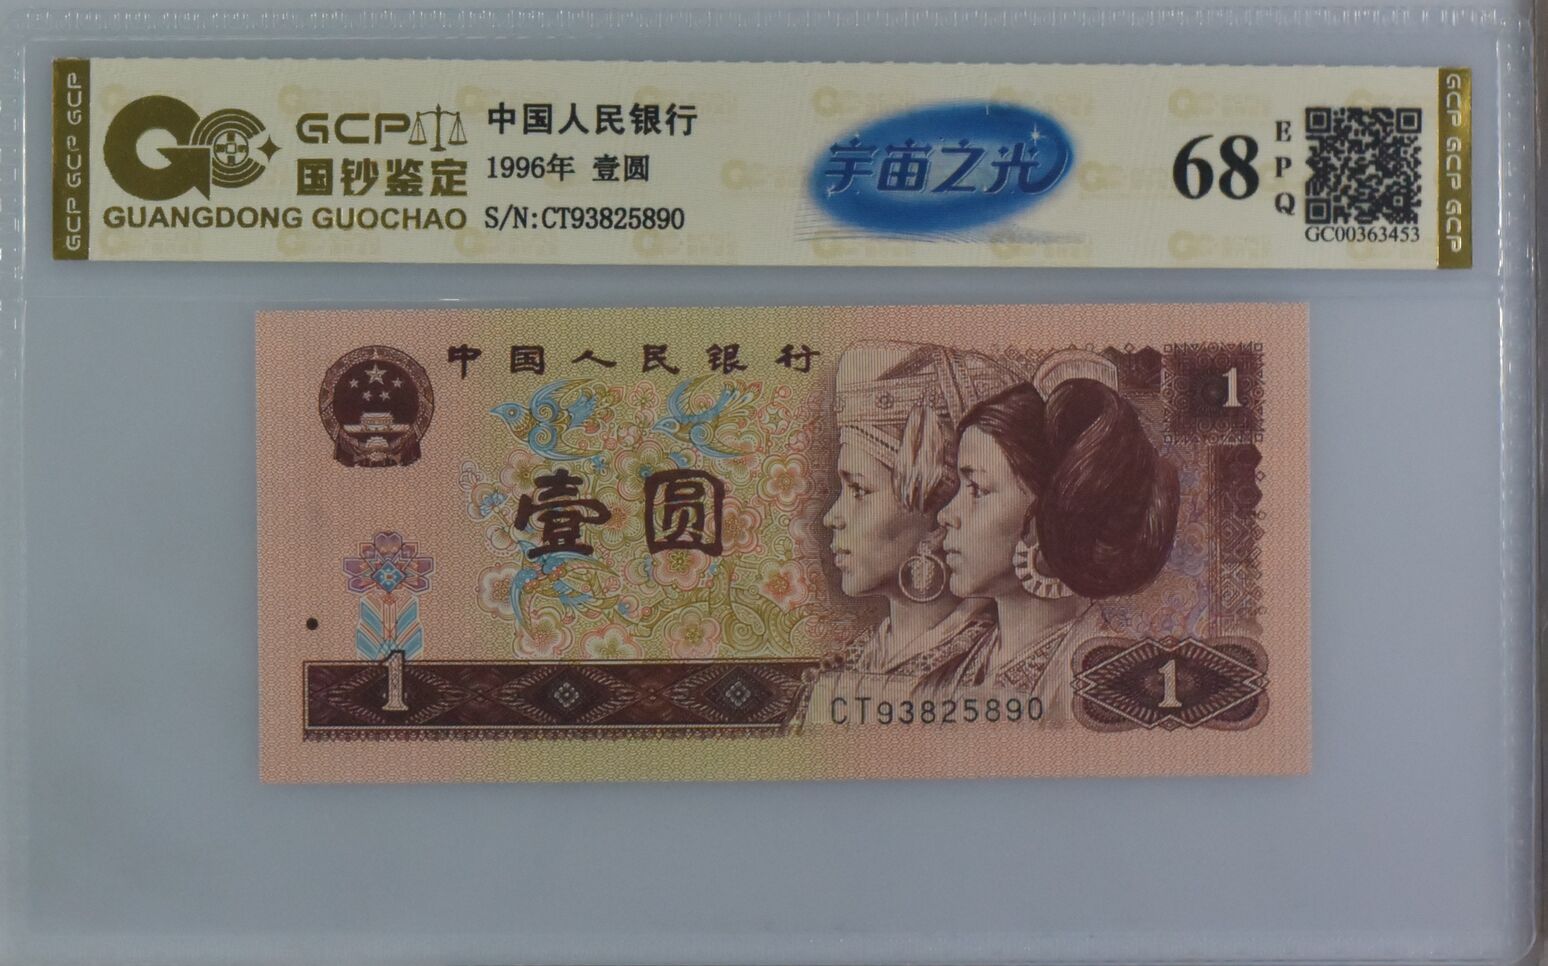 GCP GCP GCP
GCP
国钞鉴定
GUANGDONG GUOCHAO
中国人民银行
1996年 壹圆
S/N:CT93825890
宇宙之光
68
EPQ
GC00363453
GCP GCP GCP
中国人民银行
1
壹圆
1
CT93825890
1